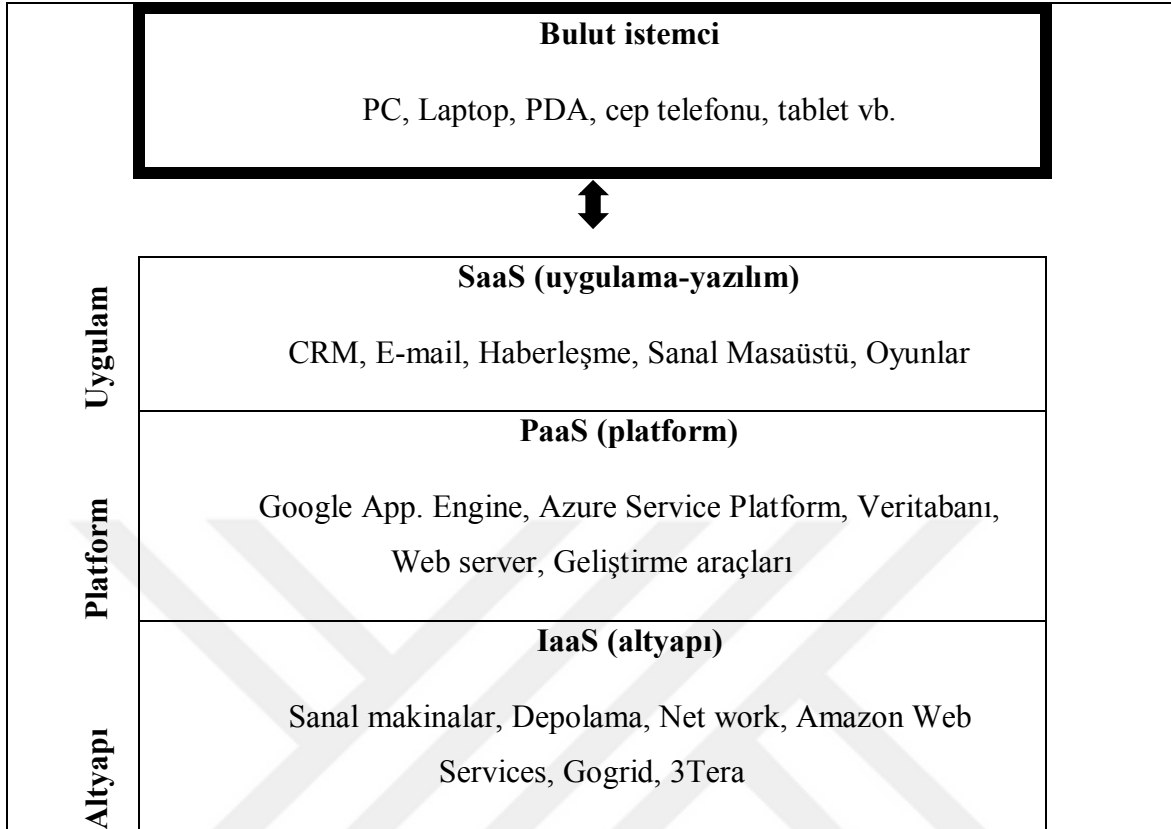 Bulut istemci
PC, Laptop, PDA, cep telefonu, tablet vb.
Uygulam
SaaS (uygulama-yazılım)
CRM, E-mail, Haberleşme, Sanal Masaüstü, Oyunlar
Platform
PaaS (platform)
Google App. Engine, Azure Service Platform, Veritabanı,
Web server, Geliştirme araçları
Altyapı
IaaS (altyapı)
Sanal makinalar, Depolama, Net work, Amazon Web
Services, Gogrid, 3Tera